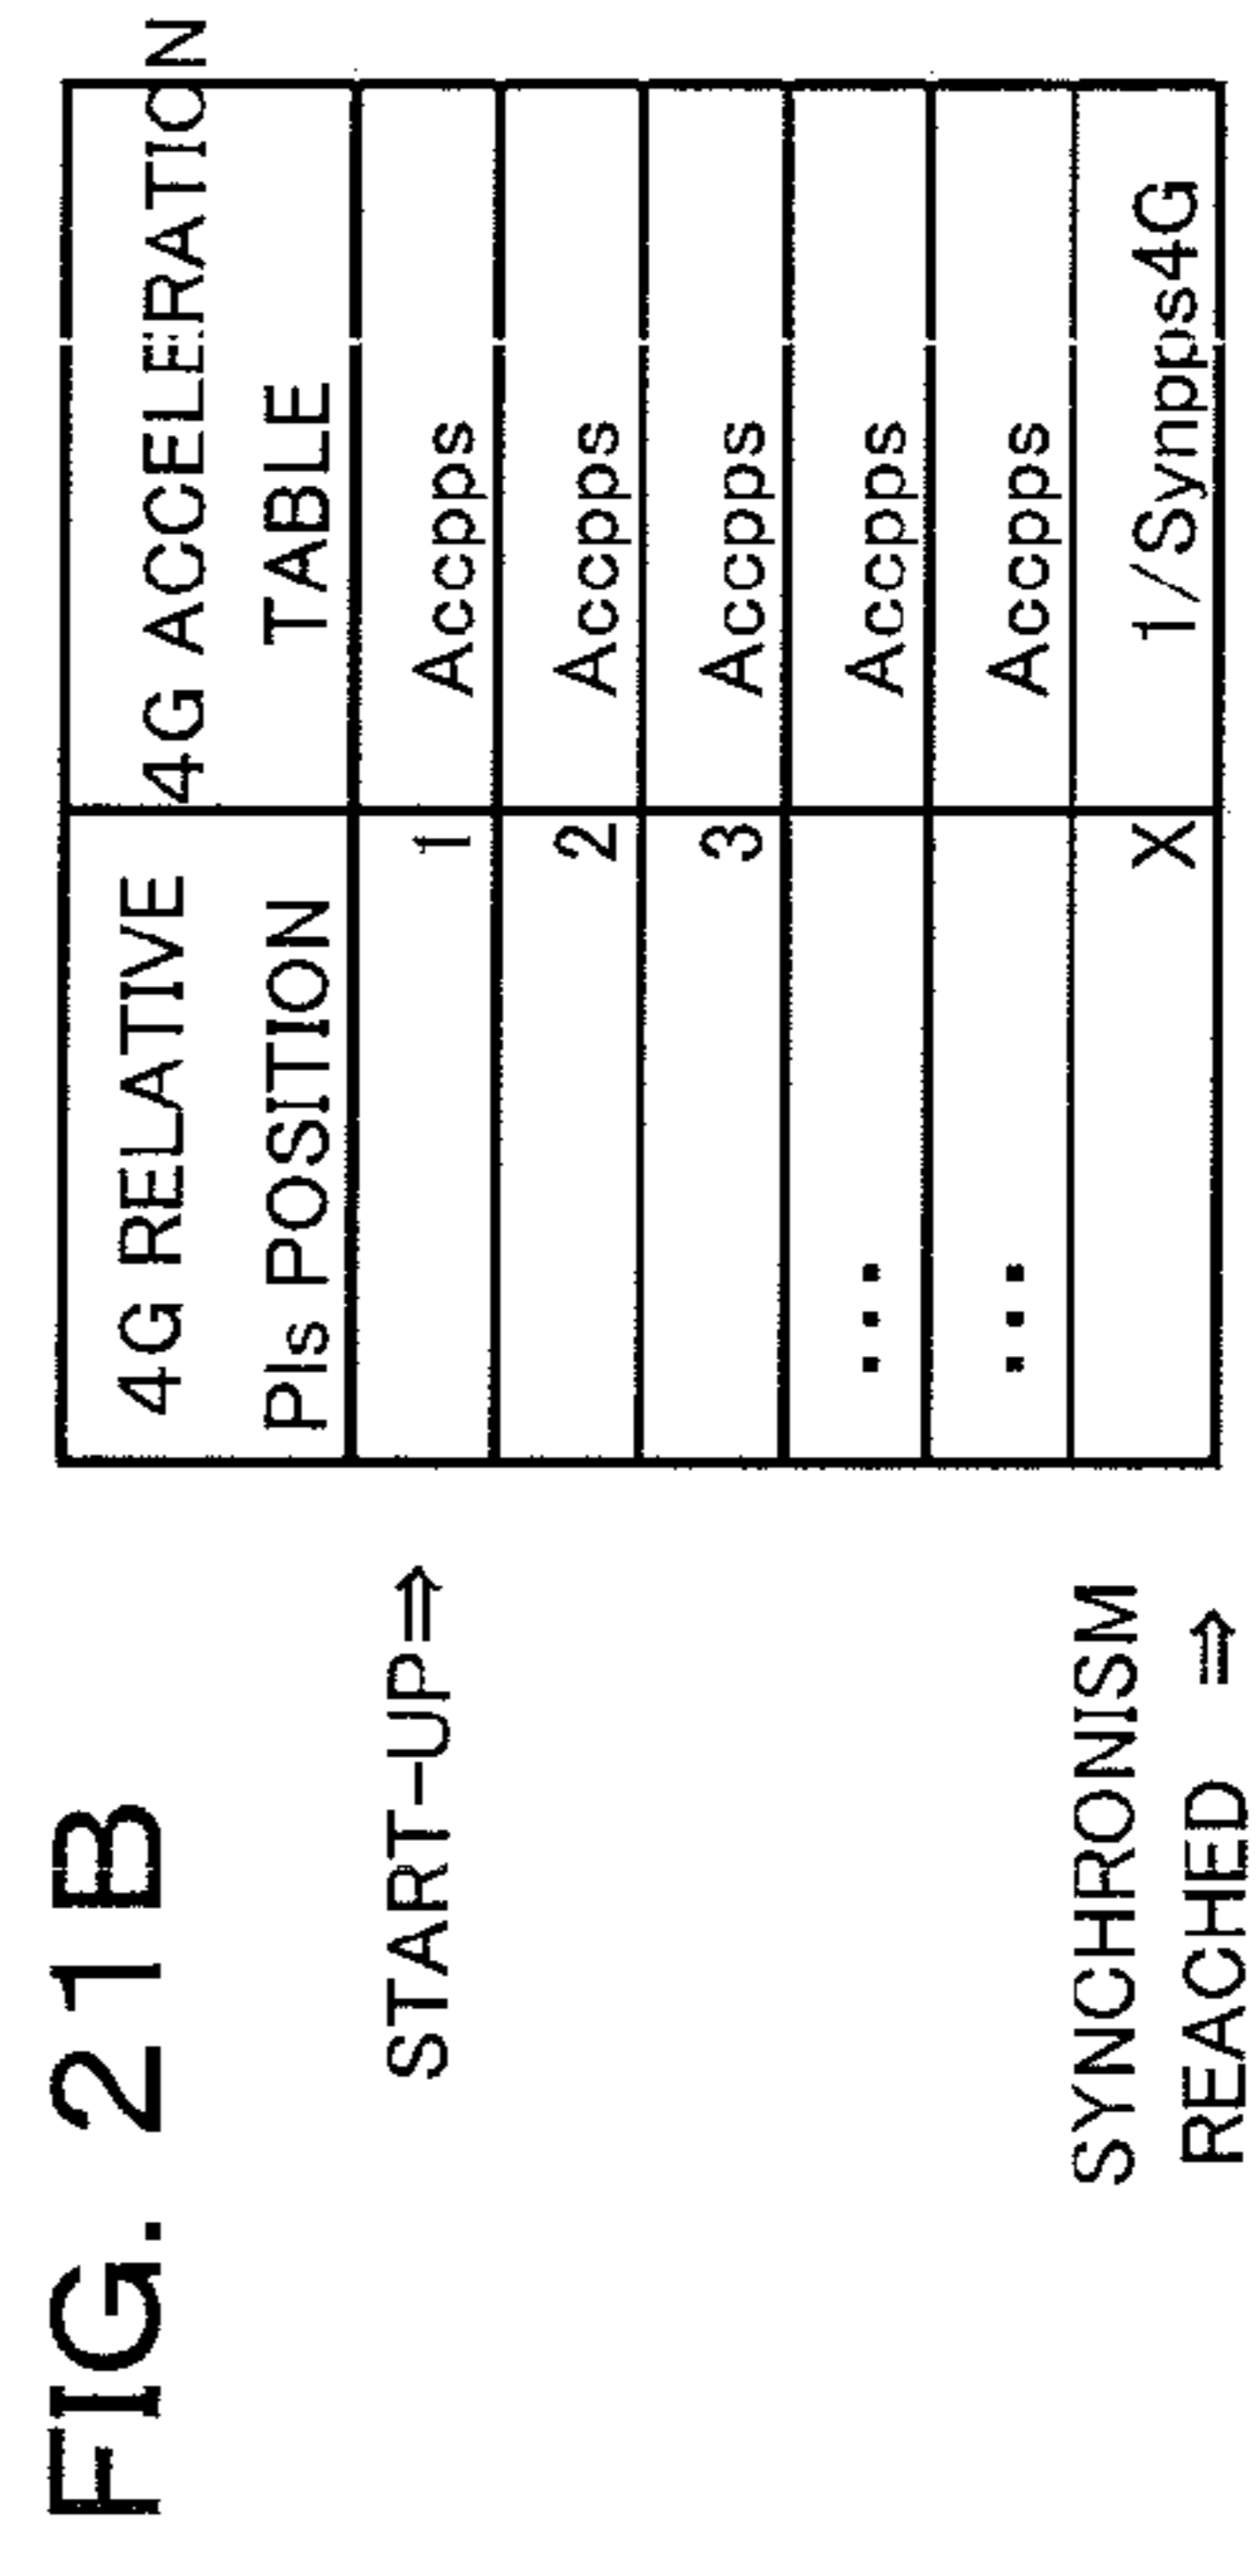 FIG. 21B
4G RELATIVE
Pls POSITION
4G ACCELERATION
TABLE
START-UP⇒
1 Accpps
2 Accpps
3 Accpps
... Accpps
... Accpps
SYNCHRONISM
REACHED ⇒
X 1/Synpps4G